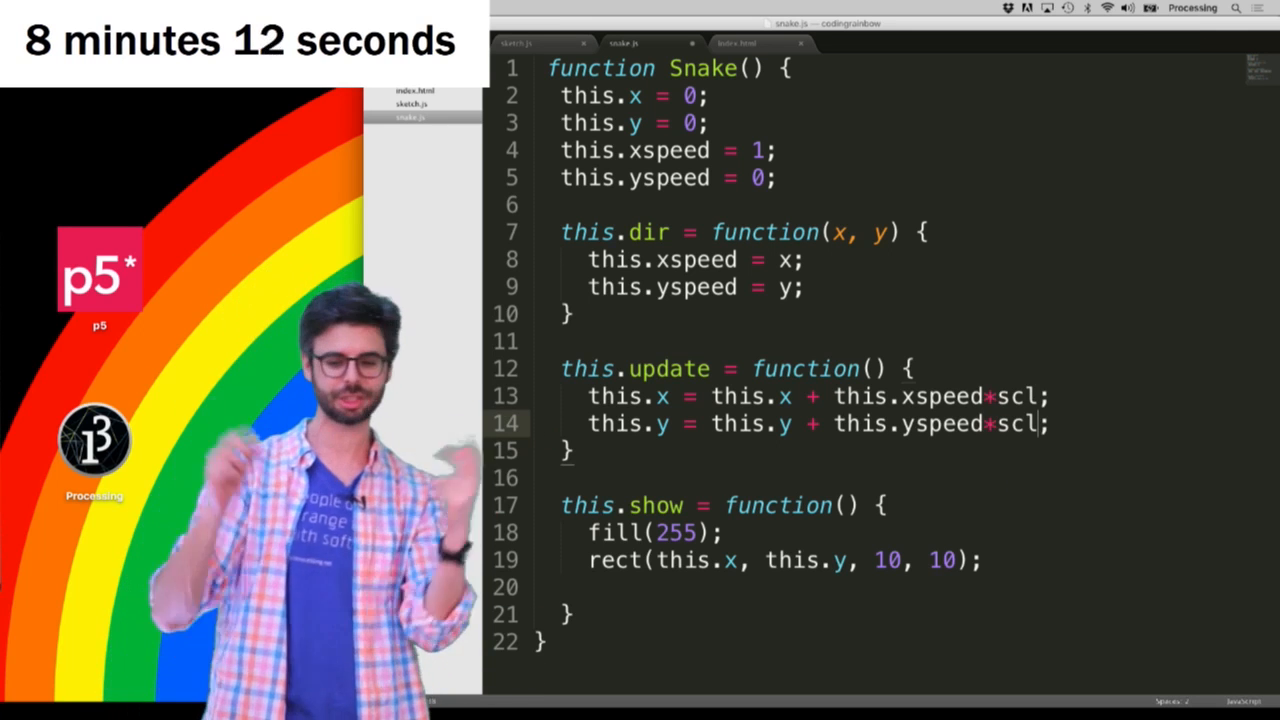 8 minutes 12 seconds
Processing
snake.js — codingrainbow
sketch.js
snake.js
index.html
index.html
sketch.js
snake.js
p5*
p5
Processing
1 function Snake() {
2 this.x = 0;
3 this.y = 0;
4 this.xspeed = 1;
5 this.yspeed = 0;
6
7 this.dir = function(x, y) {
8 this.xspeed = x;
9 this.yspeed = y;
10 }
11
12 this.update = function() {
13 this.x = this.x + this.xspeed*scl;
14 this.y = this.y + this.yspeed*scl;
15 }
16
17 this.show = function() {
18 fill(255);
19 rect(this.x, this.y, 10, 10);
20
21 }
22 }
Spaces: 2
JavaScript